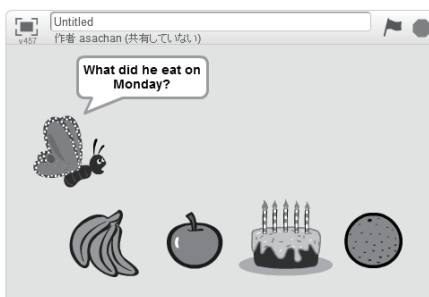 Untitled
作者 asachan (共有していない)
v457
What did he eat on
Monday?